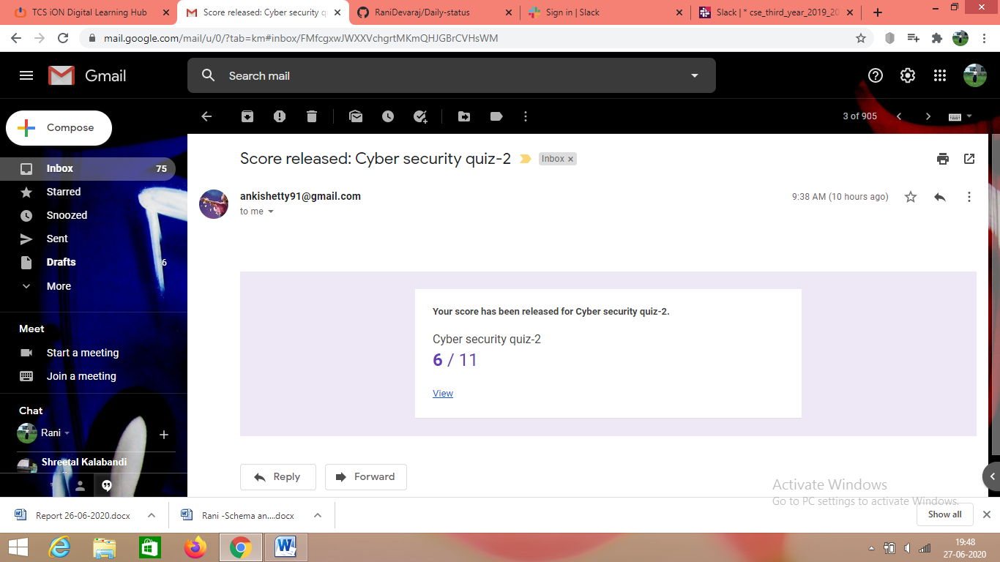 TCS iON Digital Learning Hub
Score released: Cyber security q
RaniDevaraj/Daily-status
Sign in | Slack
Slack | * cse_third_year_2019_20
mail.google.com/mail/u/0/?tab=km#inbox/FMfcgxwJWXXVchgrtMKmQHJGBrCVHsWM
Gmail
Search mail
Compose
3 of 905
Score released: Cyber security quiz-2
Inbox ×
Inbox 75
Starred
Snoozed
Sent
Drafts 6
More
ankishetty91@gmail.com
9:38 AM (10 hours ago)
to me
Your score has been released for Cyber security quiz-2.
Cyber security quiz-2
6 / 11
View
Meet
Start a meeting
Join a meeting
Chat
Rani
Shreetal Kalabandi
Reply
Forward
Activate Windows
Go to PC settings to activate Windows.
Report 26-06-2020.docx
Rani -Schema an....docx
Show all
19:48
27-06-2020